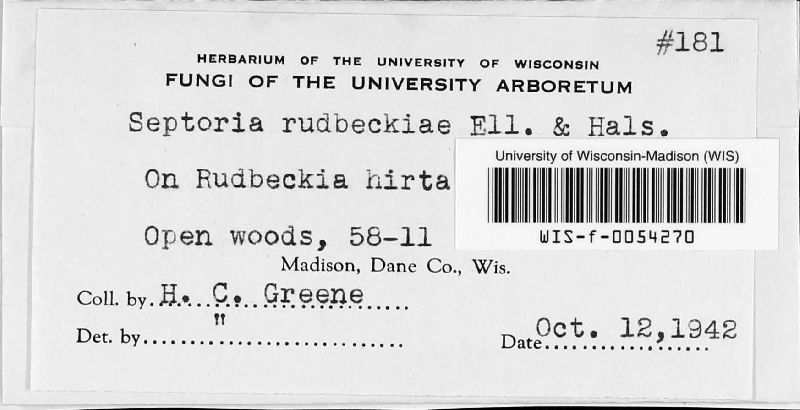 #181
HERBARIUM OF THE UNIVERSITY OF WISCONSIN
FUNGI OF THE UNIVERSITY ARBORETUM
Septoria rudbeckiae Ell. & Hals.
University of Wisconsin-Madison (WIS)
On Rudbeckia hirta
WIS-f-0054270
Open woods, 58-11
Madison, Dane Co., Wis.
Coll. by. H. C. Greene
Det. by "
Date Oct. 12, 1942